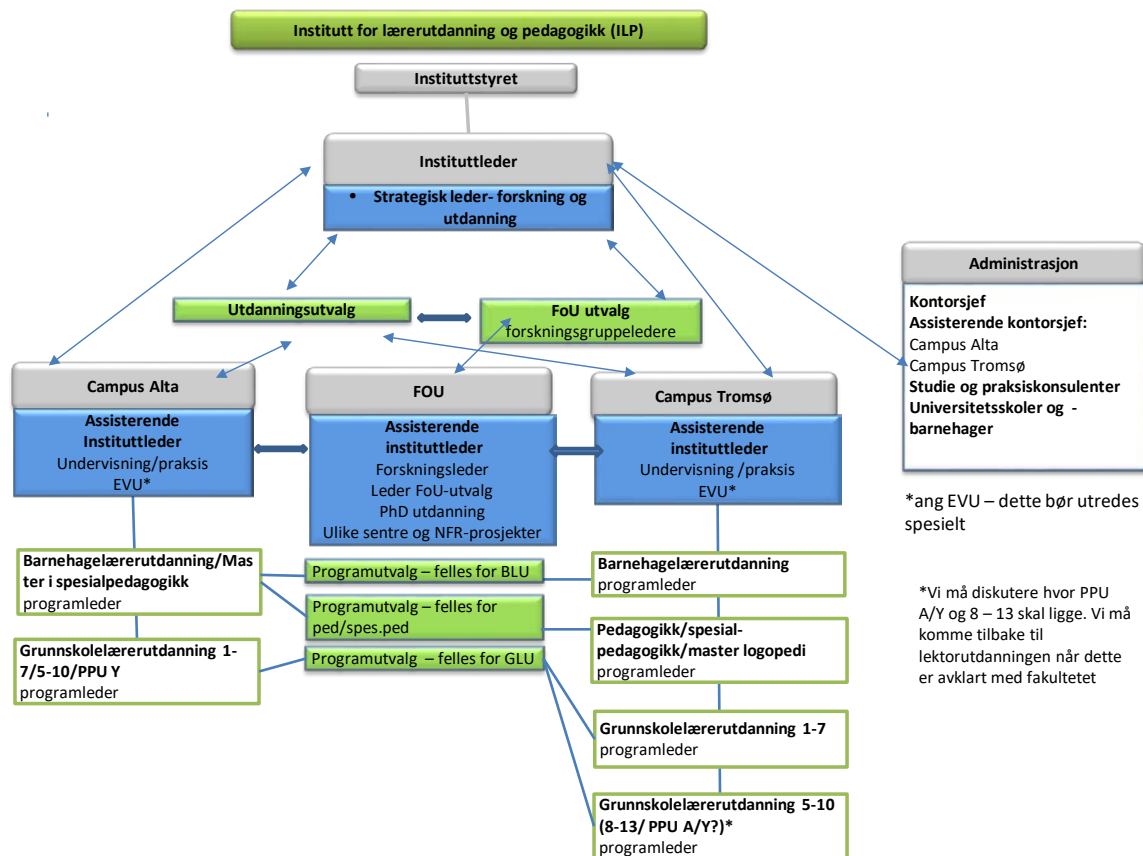 Institutt for lærerutdanning og pedagogikk (ILP)
Instituttstyret
Instituttleder
• Strategisk leder- forskning og
utdanning
Utdanningsutvalg
FoU utvalg
forskningsgruppeledere
Administrasjon
Kontorsjef
Assisterende kontorsjef:
Campus Alta
Campus Tromsø
Studie og praksiskonsulenter
Universitetsskoler og -
barnehager
Campus Alta
Assisterende
Instituttleder
Undervisning/praksis
EVU*
FOU
Assisterende
instituttleder
Forskningsleder
Leder FoU-utvalg
PhD utdanning
Ulike sentre og NFR-prosjekter
Campus Tromsø
Assisterende
instituttleder
Undervisning /praksis
EVU*
*ang EVU – dette bør utredes
spesielt
Barnehagelærerutdanning/Mas
ter i spesialpedagogikk
programleder
Grunnskolelærerutdanning 1-
7/5-10/PPU Y
programleder
Programutvalg – felles for BLU
Programutvalg – felles for
ped/spes.ped
Programutvalg – felles for GLU
Barnehagelærerutdanning
programleder
Pedagogikk/spesial-
pedagogikk/master logopedi
programleder
Grunnskolelærerutdanning 1-7
programleder
Grunnskolelærerutdanning 5-10
(8-13/ PPU A/Y?)*
programleder
*Vi må diskutere hvor PPU
A/Y og 8 – 13 skal ligge. Vi må
komme tilbake til
lektorutdanningen når dette
er avklart med fakultetet